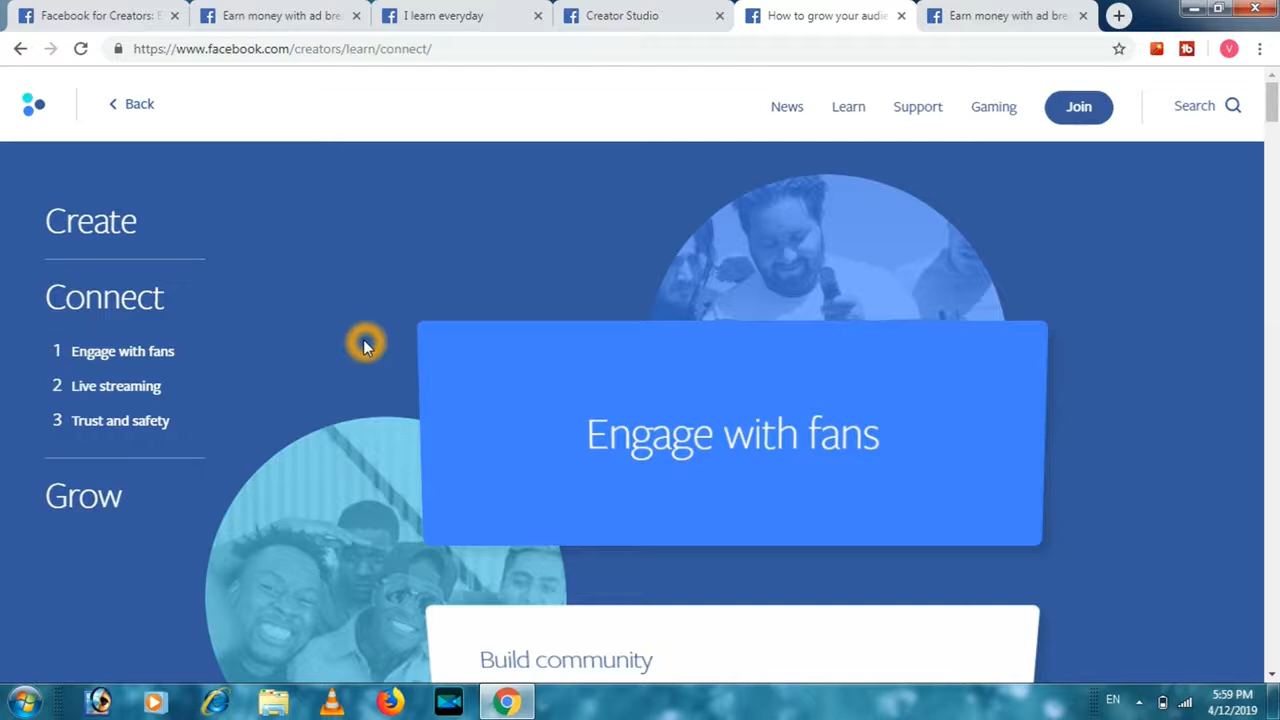 Facebook for Creators: E
Earn money with ad bre
I learn everyday
Creator Studio
How to grow your audie
Earn money with ad bre
https://www.facebook.com/creators/learn/connect/
V
Back
News
Learn
Support
Gaming
Join
Search
Create
Connect
1 Engage with fans
2 Live streaming
3 Trust and safety
Grow
Engage with fans
Build community
EN
5:59 PM
4/12/2019